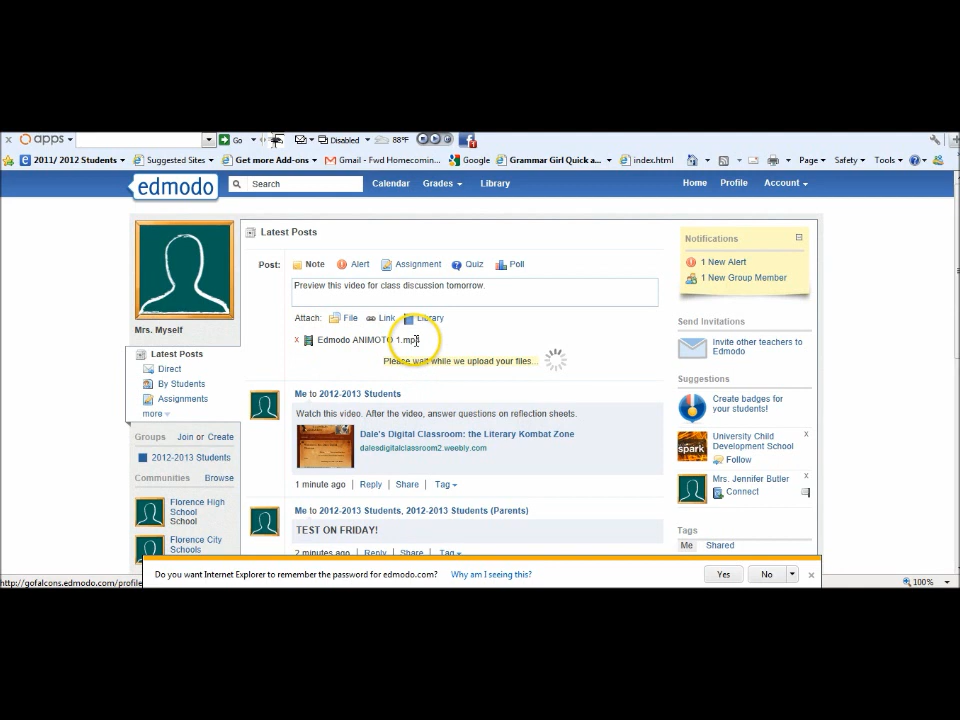 apps Go Disabled 88°F
2011/ 2012 Students Suggested Sites Get more Add-ons Gmail - Fwd Homecomin... Google Grammar Girl Quick a... index.html Page Safety Tools
edmodo Search Calendar Grades Library Home Profile Account
Latest Posts
Post: Note Alert Assignment Quiz Poll
Preview this video for class discussion tomorrow.
Attach: File Link Library
x Edmodo ANIMOTO 1.mp4
Please wait while we upload your files...
Mrs. Myself
Latest Posts
Direct
By Students
Assignments
more
Groups Join or Create
2012-2013 Students
Communities Browse
Florence High
School
School
Florence City
Schools
Me to 2012-2013 Students
Watch this video. After the video, answer questions on reflection sheets.
Dale's Digital Classroom: the Literary Kombat Zone
dalesdigitalclassroom2.weebly.com
1 minute ago | Reply | Share | Tag
Me to 2012-2013 Students, 2012-2013 Students (Parents)
TEST ON FRIDAY!
2 minutes ago | Reply | Share | Tag
Notifications
1 New Alert
1 New Group Member
Send Invitations
Invite other teachers to
Edmodo
Suggestions
Create badges for
your students!
spark
University Child
Development School
Follow
x
Mrs. Jennifer Butler
Connect
x
Tags
Me Shared
Do you want Internet Explorer to remember the password for edmodo.com? Why am I seeing this? Yes No x
http://gofalcons.edmodo.com/profile
100%